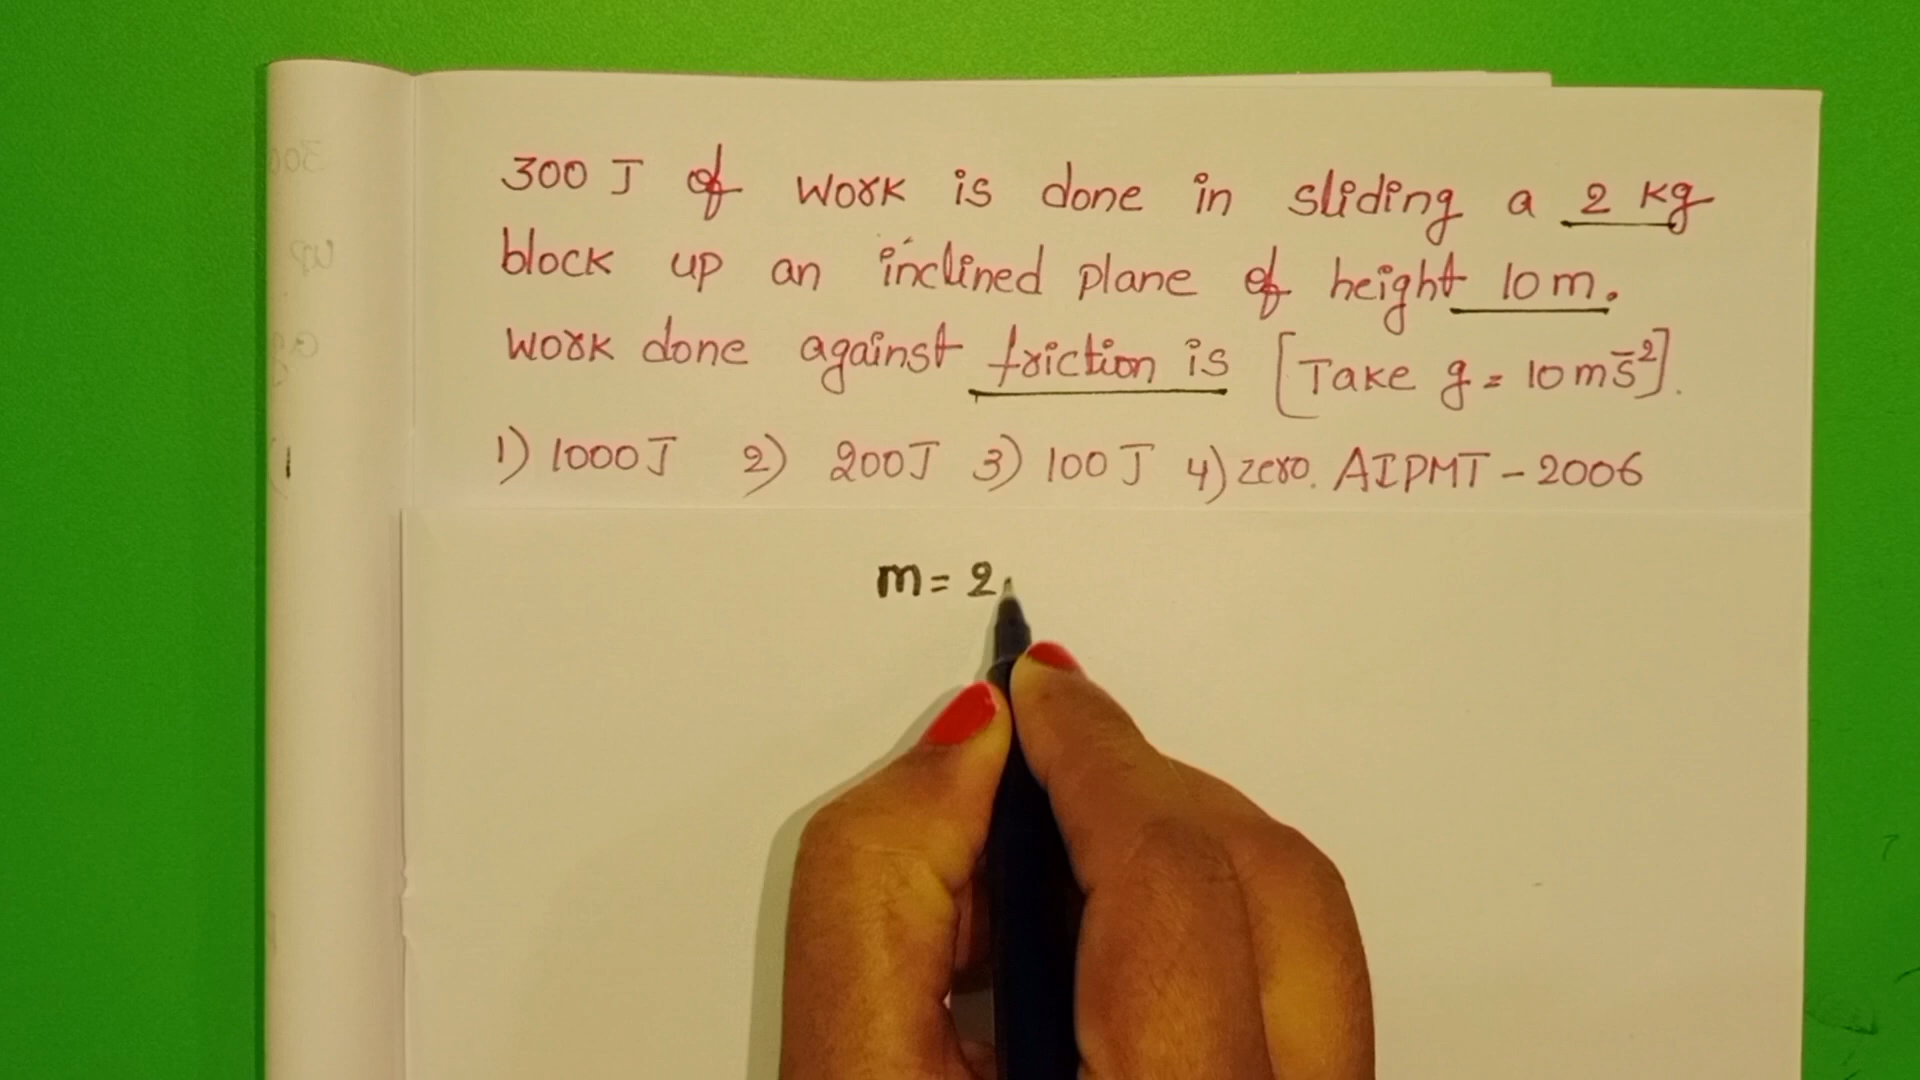 300 J of work is done in sliding a 2 kg
block up an inclined plane of height 10 m.
work done against friction is [Take g = 10 ms⁻²].
1) 1000 J 2) 200J 3) 100 J 4) zero. AIPMT - 2006
m = 2